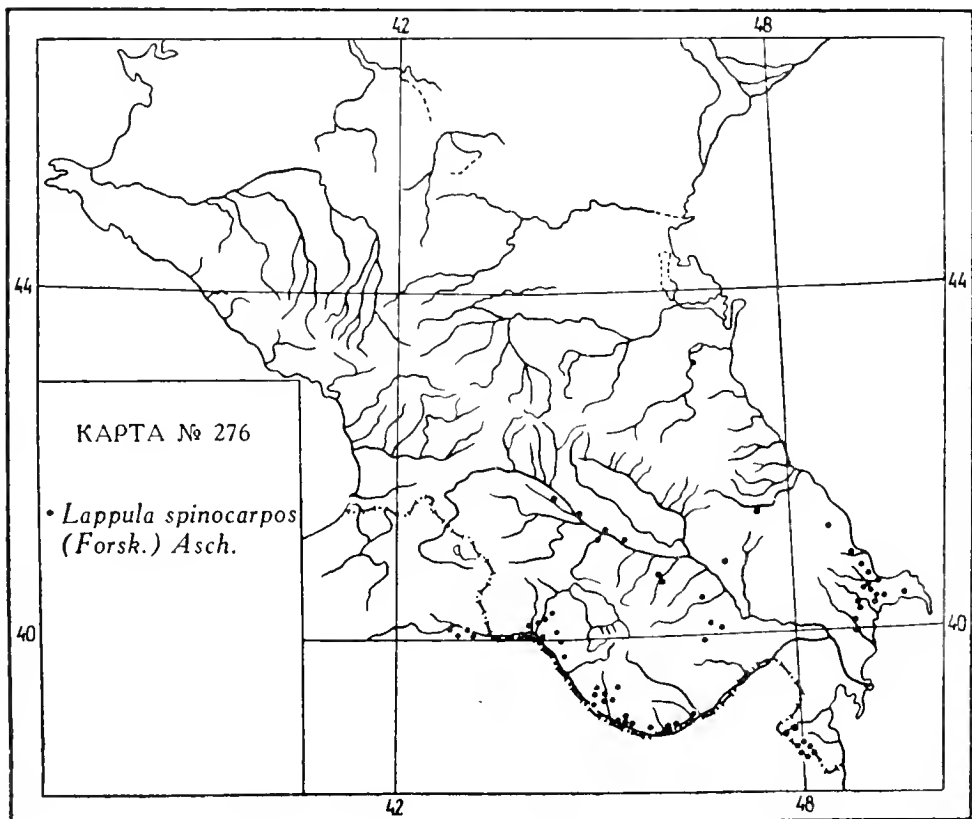 42 48
44 44
КАРТА № 276
• Lappula spinocarpos
(Forsk.) Asch.
40 40
42 48